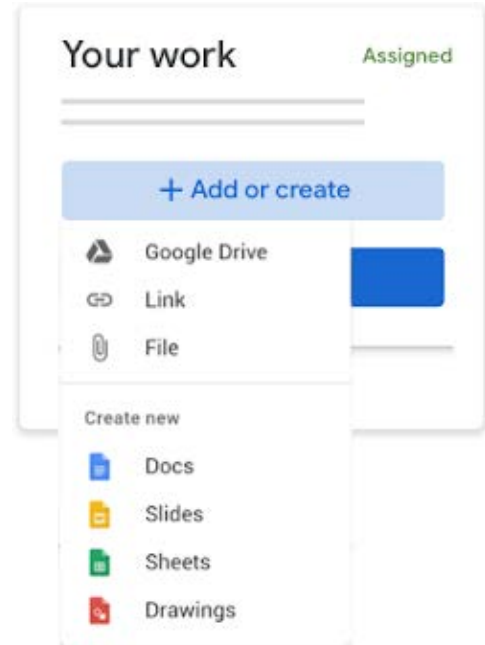 Your work
Assigned
+ Add or create
Google Drive
Link
File
Create new
Docs
Slides
Sheets
Drawings